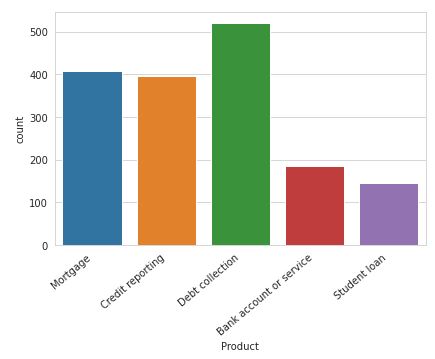 500
400
300
200
100
0
count
Mortgage
Credit reporting
Debt collection
Bank account or service
Student loan
Product